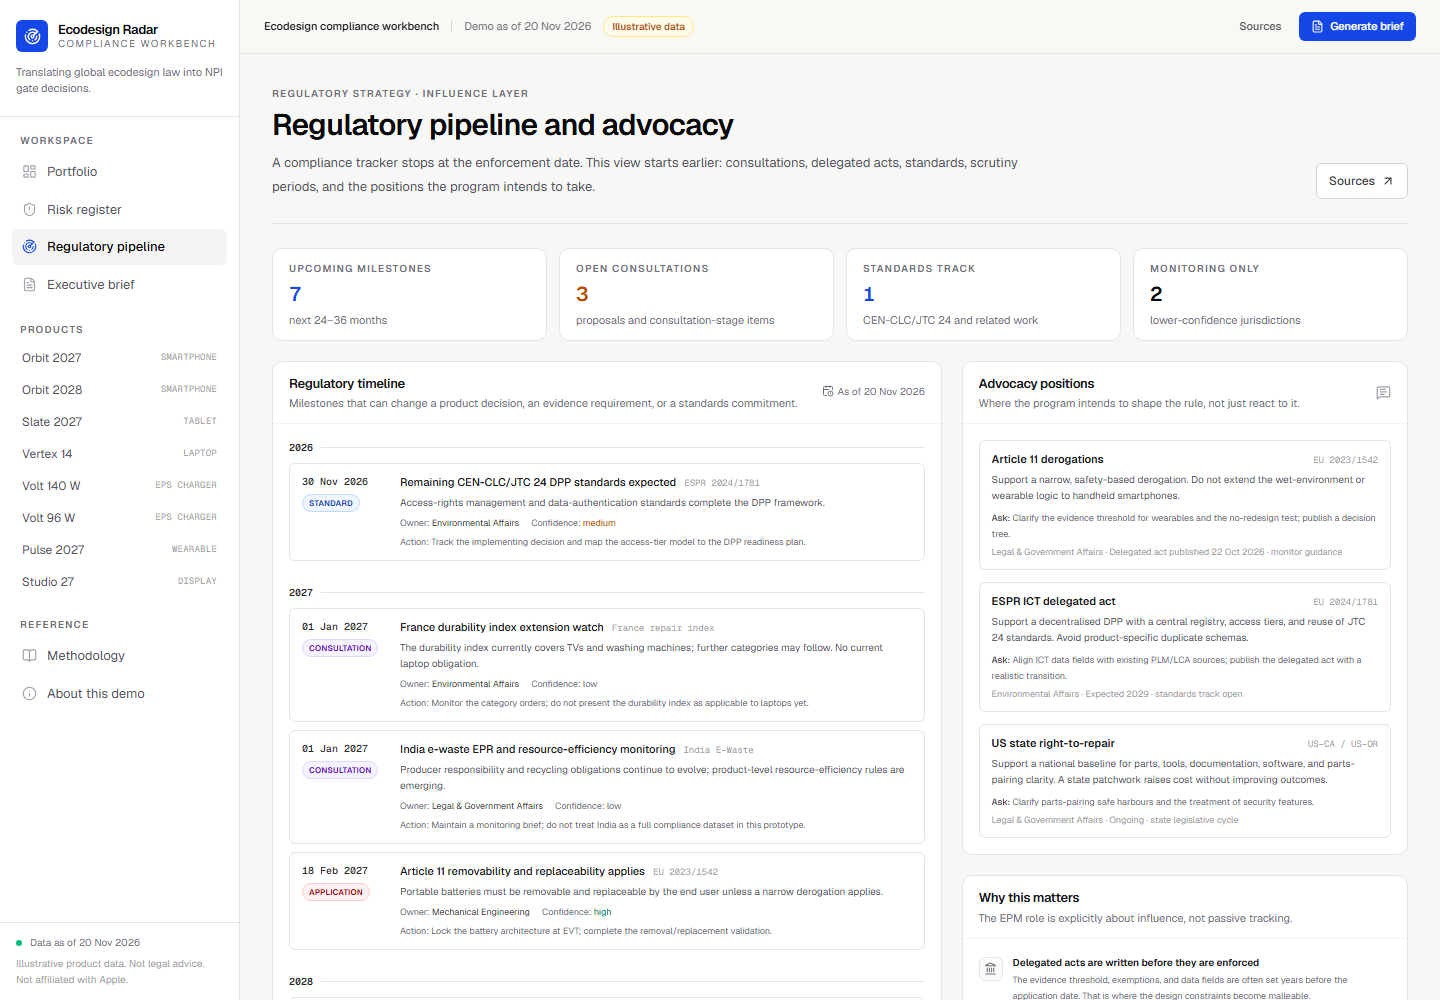 Ecodesign Radar
COMPLIANCE WORKBENCH
Translating global ecodesign law into NPI
gate decisions.
WORKSPACE
Portfolio
Risk register
Regulatory pipeline
Executive brief
PRODUCTS
Orbit 2027 SMARTPHONE
Orbit 2028 SMARTPHONE
Slate 2027 TABLET
Vertex 14 LAPTOP
Volt 140 W EPS CHARGER
Volt 96 W EPS CHARGER
Pulse 2027 WEARABLE
Studio 27 DISPLAY
REFERENCE
Methodology
About this demo
Data as of 20 Nov 2026
Illustrative product data. Not legal advice.
Not affiliated with Apple.
Ecodesign compliance workbench Demo as of 20 Nov 2026 Illustrative data Sources Generate brief
REGULATORY STRATEGY · INFLUENCE LAYER
Regulatory pipeline and advocacy
A compliance tracker stops at the enforcement date. This view starts earlier: consultations, delegated acts, standards, scrutiny
periods, and the positions the program intends to take.
Sources
UPCOMING MILESTONES
7
next 24–36 months
OPEN CONSULTATIONS
3
proposals and consultation-stage items
STANDARDS TRACK
1
CEN-CLC/JTC 24 and related work
MONITORING ONLY
2
lower-confidence jurisdictions
Regulatory timeline
Milestones that can change a product decision, an evidence requirement, or a standards commitment.
As of 20 Nov 2026
2026
30 Nov 2026
STANDARD
Remaining CEN-CLC/JTC 24 DPP standards expected ESPR 2024/1781
Access-rights management and data-authentication standards complete the DPP framework.
Owner: Environmental Affairs Confidence: medium
Action: Track the implementing decision and map the access-tier model to the DPP readiness plan.
2027
01 Jan 2027
CONSULTATION
France durability index extension watch France repair index
The durability index currently covers TVs and washing machines; further categories may follow. No current
laptop obligation.
Owner: Environmental Affairs Confidence: low
Action: Monitor the category orders; do not present the durability index as applicable to laptops yet.
01 Jan 2027
CONSULTATION
India e-waste EPR and resource-efficiency monitoring India E-Waste
Producer responsibility and recycling obligations continue to evolve; product-level resource-efficiency rules are
emerging.
Owner: Legal & Government Affairs Confidence: low
Action: Maintain a monitoring brief; do not treat India as a full compliance dataset in this prototype.
18 Feb 2027
APPLICATION
Article 11 removability and replaceability applies EU 2023/1542
Portable batteries must be removable and replaceable by the end user unless a narrow derogation applies.
Owner: Mechanical Engineering Confidence: high
Action: Lock the battery architecture at EVT; complete the removal/replacement validation.
2028
Advocacy positions
Where the program intends to shape the rule, not just react to it.
Article 11 derogations EU 2023/1542
Support a narrow, safety-based derogation. Do not extend the wet-environment or
wearable logic to handheld smartphones.
Ask: Clarify the evidence threshold for wearables and the no-redesign test; publish a decision
tree.
Legal & Government Affairs · Delegated act published 22 Oct 2026 · monitor guidance
ESPR ICT delegated act EU 2024/1781
Support a decentralised DPP with a central registry, access tiers, and reuse of JTC
24 standards. Avoid product-specific duplicate schemas.
Ask: Align ICT data fields with existing PLM/LCA sources; publish the delegated act with a
realistic transition.
Environmental Affairs · Expected 2029 · standards track open
US state right-to-repair US-CA / US-OR
Support a national baseline for parts, tools, documentation, software, and parts-
pairing clarity. A state patchwork raises cost without improving outcomes.
Ask: Clarify parts-pairing safe harbours and the treatment of security features.
Legal & Government Affairs · Ongoing · state legislative cycle
Why this matters
The EPM role is explicitly about influence, not passive tracking.
Delegated acts are written before they are enforced
The evidence threshold, exemptions, and data fields are often set years before the
application date. That is where the design constraints become malleable.